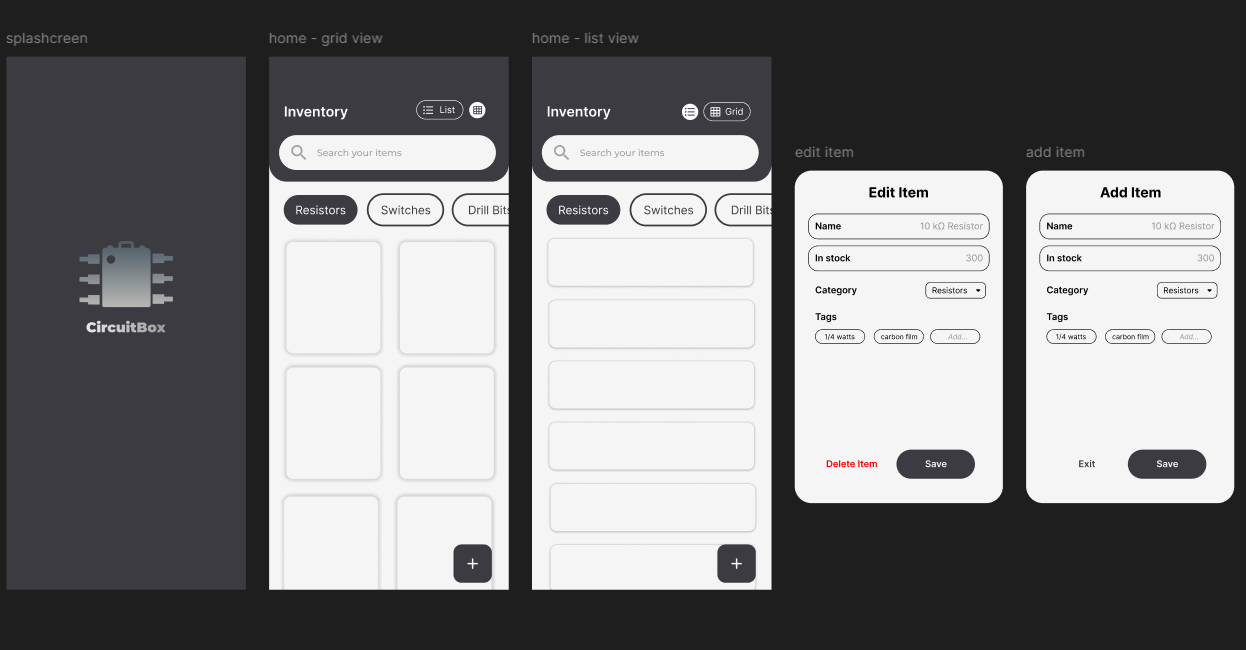 splashcreen
home - grid view
home - list view
CircuitBox
Inventory
List
Search your items
Resistors
Switches
Drill Bits
+
Inventory
Grid
Search your items
Resistors
Switches
Drill Bits
+
edit item
Edit Item
Name
10 kΩ Resistor
In stock
300
Category
Resistors
Tags
1/4 watts
carbon film
Add...
Delete Item
Save
add item
Add Item
Name
10 kΩ Resistor
In stock
300
Category
Resistors
Tags
1/4 watts
carbon film
Add...
Exit
Save